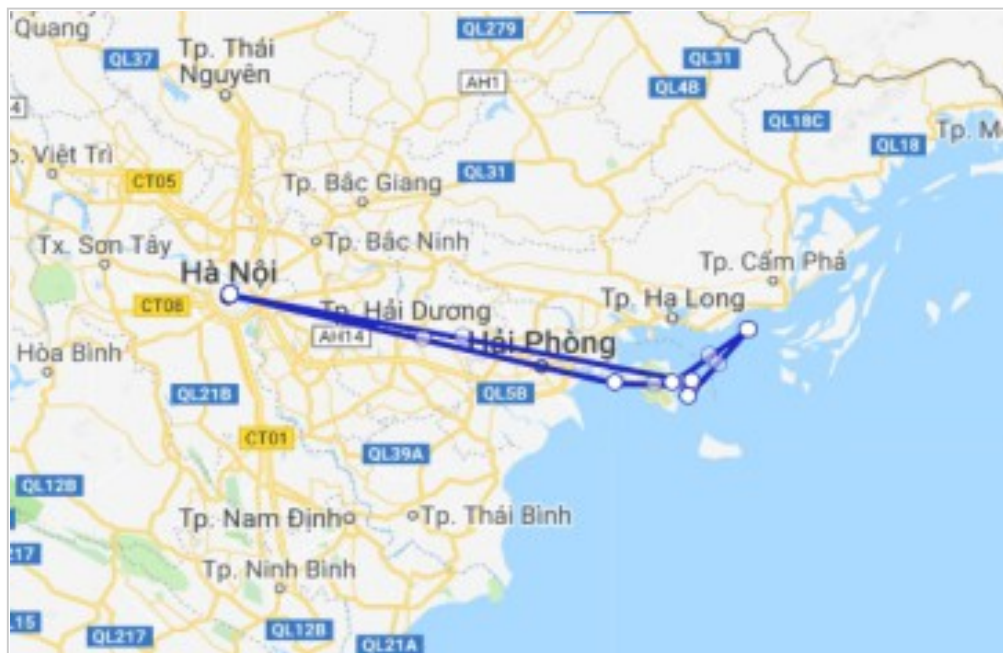 Quang
QL279
Tp. Thái
Nguyên
QL37
QL31
AH1
QL4B
4
QL18C
Tp. M
QL18
o. Việt Trì
CT05
Tp. Bắc Giang
QL31
Tx. Sơn Tây
Tp. Bắc Ninh
Hà Nội
Tp. Cẩm Phả
CT08
Tp. Hải Dương
Tp. Hạ Long
AH14
Hải Phòng
Hòa Bình
QL21B
QL5B
CT01
QL39A
QL12B
Tp. Nam Định
Tp. Thái Bình
217
Tp. Ninh Bình
L15
QL217
QL12B
QL21A